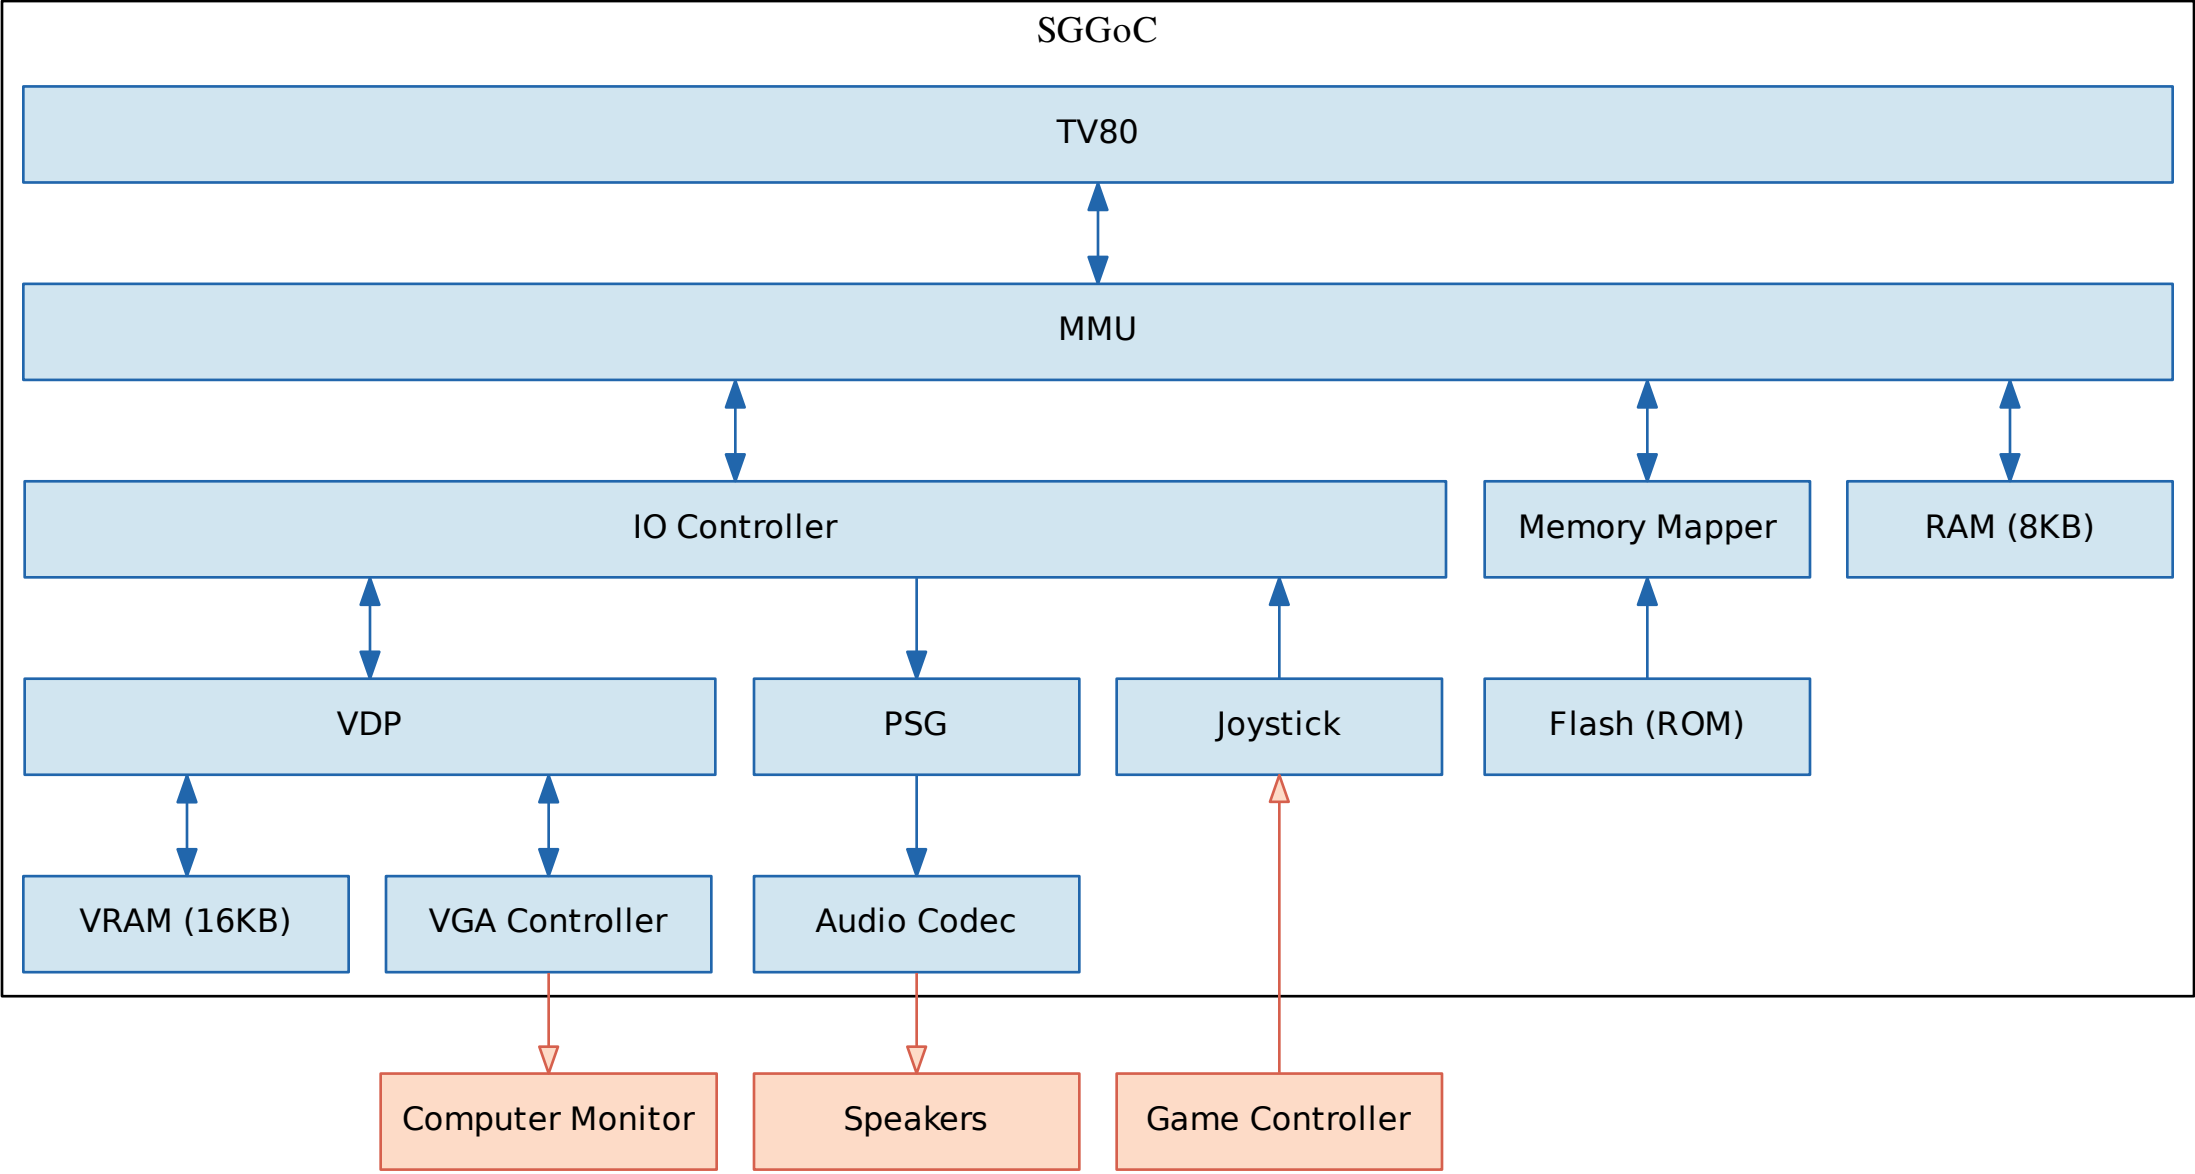 SGGoC
TV80
MMU
IO Controller
Memory Mapper
RAM (8KB)
VDP
PSG
Joystick
Flash (ROM)
VRAM (16KB)
VGA Controller
Audio Codec
Computer Monitor
Speakers
Game Controller